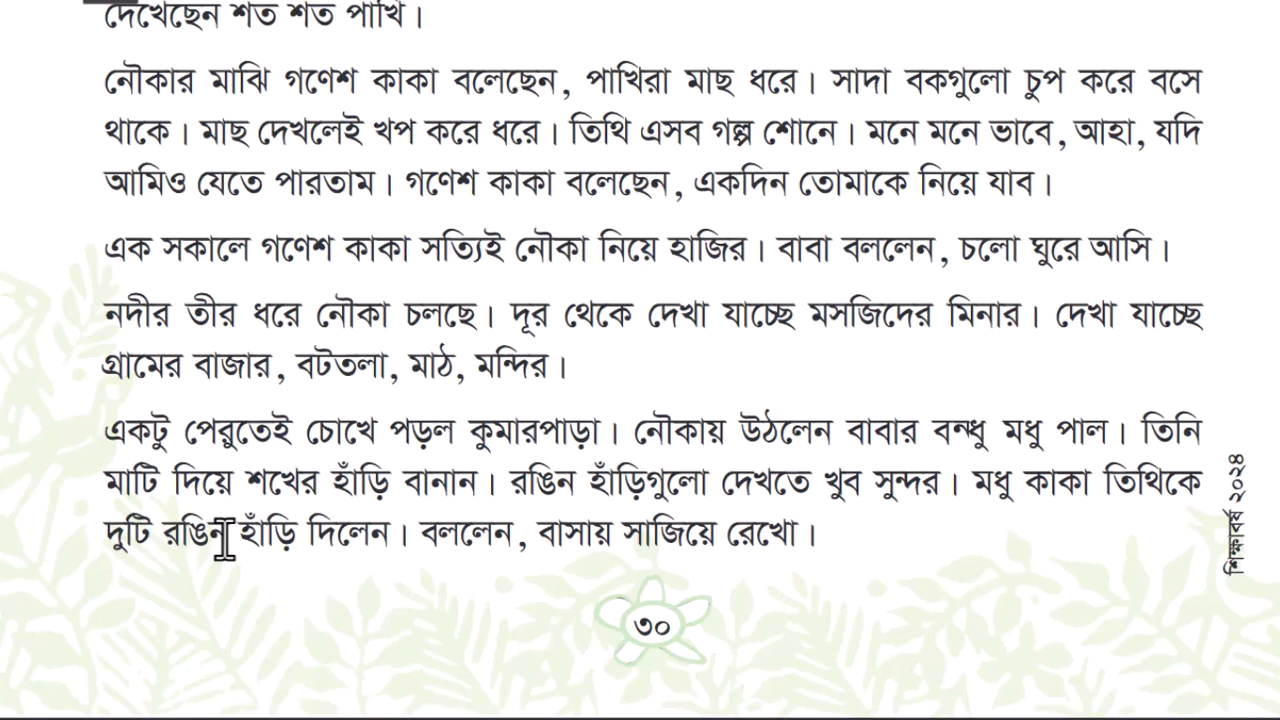 দেখেছেন শত শত পাখি।
নৌকার মাঝি গণেশ কাকা বলেছেন, পাখিরা মাছ ধরে। সাদা বকগুলো চুপ করে বসে
থাকে। মাছ দেখলেই খপ করে ধরে। তিথি এসব গল্প শোনে। মনে মনে ভাবে, আহা, যদি
আমিও যেতে পারতাম। গণেশ কাকা বলেছেন, একদিন তোমাকে নিয়ে যাব।
এক সকালে গণেশ কাকা সত্যিই নৌকা নিয়ে হাজির। বাবা বললেন, চলো ঘুরে আসি।
নদীর তীর ধরে নৌকা চলছে। দূর থেকে দেখা যাচ্ছে মসজিদের মিনার। দেখা যাচ্ছে
গ্রামের বাজার, বটতলা, মাঠ, মন্দির।
একটু পেরুতেই চোখে পড়ল কুমারপাড়া। নৌকায় উঠলেন বাবার বন্ধু মধু পাল। তিনি
মাটি দিয়ে শখের হাঁড়ি বানান। রঙিন হাঁড়িগুলো দেখতে খুব সুন্দর। মধু কাকা তিথিকে
দুটি রঙিন হাঁড়ি দিলেন। বললেন, বাসায় সাজিয়ে রেখো।
৩০
শিক্ষাবর্ষ ২০২৪